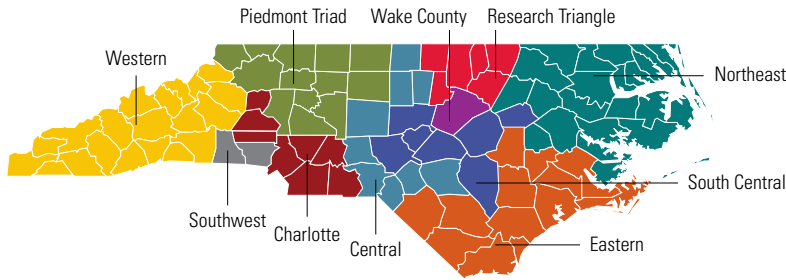 Piedmont Triad
Wake County
Research Triangle
Western
Northeast
South Central
Southwest
Charlotte
Central
Eastern